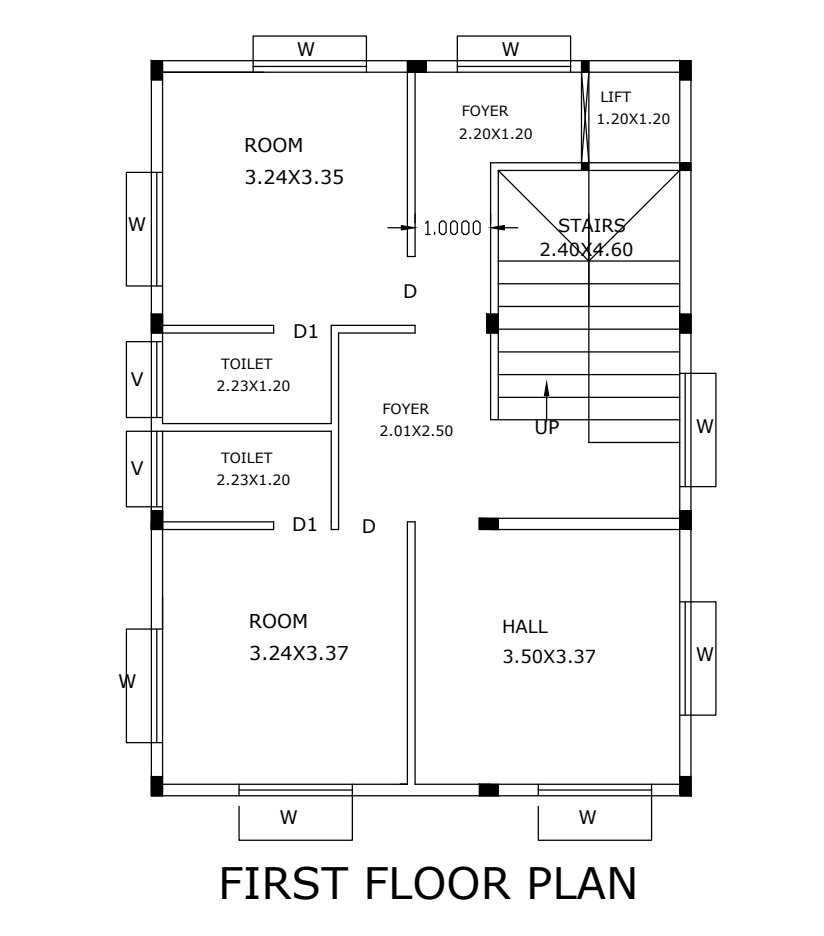 W
W
LIFT
1.20X1.20
FOYER
2.20X1.20
ROOM
3.24X3.35
W
1.0000
STAIRS
2.40X4.60
D
D1
TOILET
2.23X1.20
V
FOYER
2.01X2.50
UP
W
TOILET
2.23X1.20
V
D1
D
ROOM
3.24X3.37
HALL
3.50X3.37
W
W
W
W
FIRST FLOOR PLAN